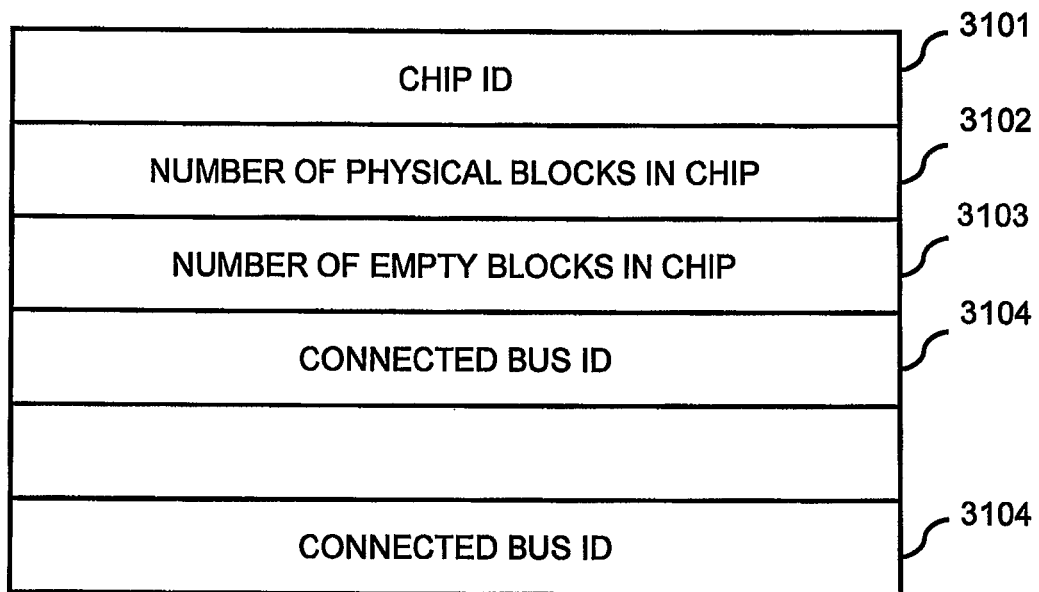 3101
CHIP ID
3102
NUMBER OF PHYSICAL BLOCKS IN CHIP
3103
NUMBER OF EMPTY BLOCKS IN CHIP
3104
CONNECTED BUS ID
3104
CONNECTED BUS ID